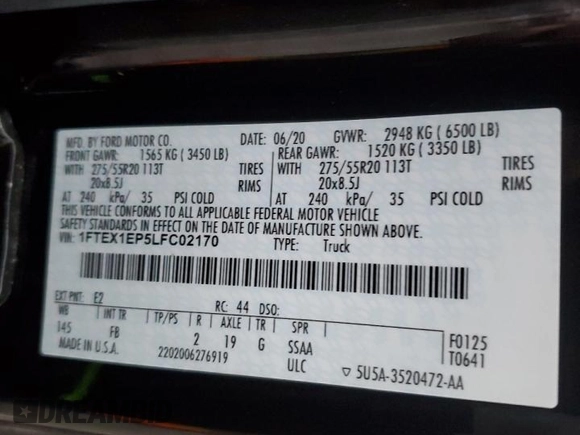 MFD. BY FORD MOTOR CO. DATE: 06/20 GVWR: 2948 KG ( 6500 LB)
FRONT GAWR: 1565 KG ( 3450 LB) REAR GAWR: 1520 KG ( 3350 LB)
WITH 275/55R20 113T TIRES WITH 275/55R20 113T TIRES
20x8.5J RIMS 20x8.5J RIMS
AT 240 kPa/ 35 PSI COLD AT 240 kPa/ 35 PSI COLD
THIS VEHICLE CONFORMS TO ALL APPLICABLE FEDERAL MOTOR VEHICLE
SAFETY STANDARDS IN EFFECT ON THE DATE OF MANUFACTURE SHOWN ABOVE.
VIN: 1FTEX1EP5LFC02170 TYPE: Truck
EXT PNT: E2 RC: 44 DSO:
WB INT TR TP/PS R AXLE TR SPR
145 FB 2 19 G SSAA F0125
MADE IN U.S.A. 2202006276919 ULC T0641
▽ 5U5A-3520472-AA
DREAMBID